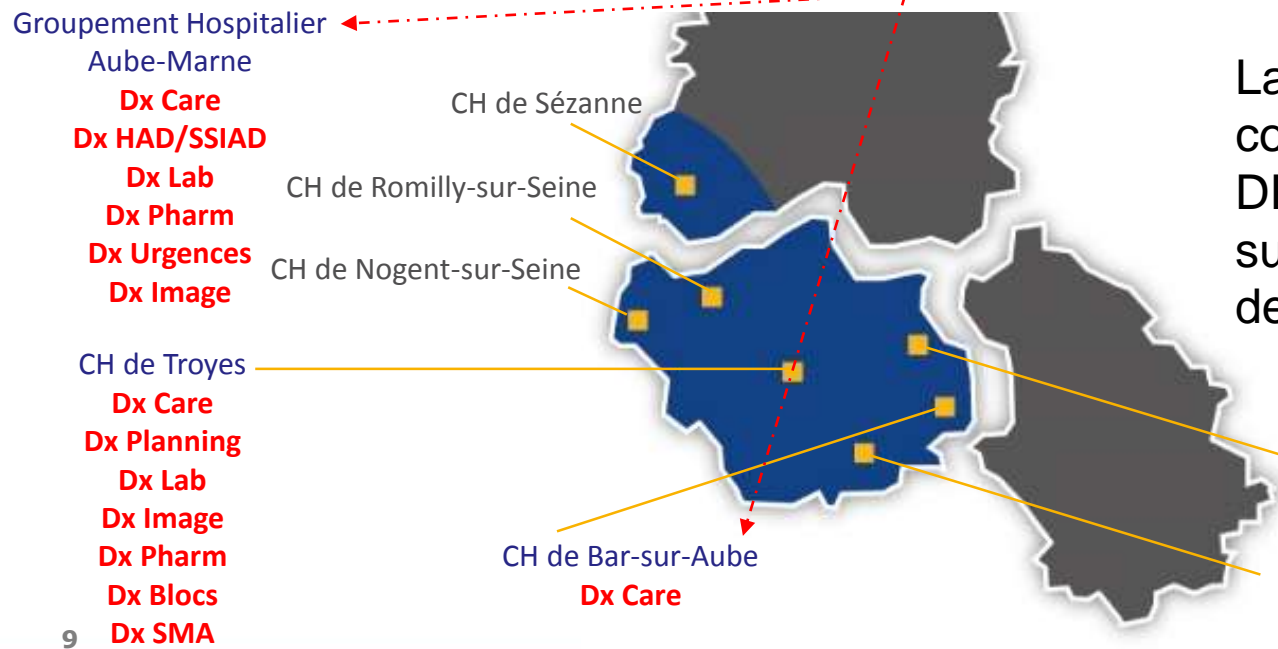 Groupement Hospitalier
Aube-Marne
Dx Care
Dx HAD/SSIAD
Dx Lab
Dx Pharm
Dx Urgences
Dx Image
CH de Sézanne
CH de Romilly-sur-Seine
CH de Nogent-sur-Seine
CH de Troyes
Dx Care
Dx Planning
Dx Lab
Dx Image
Dx Pharm
Dx Blocs
Dx SMA
CH de Bar-sur-Aube
Dx Care
9